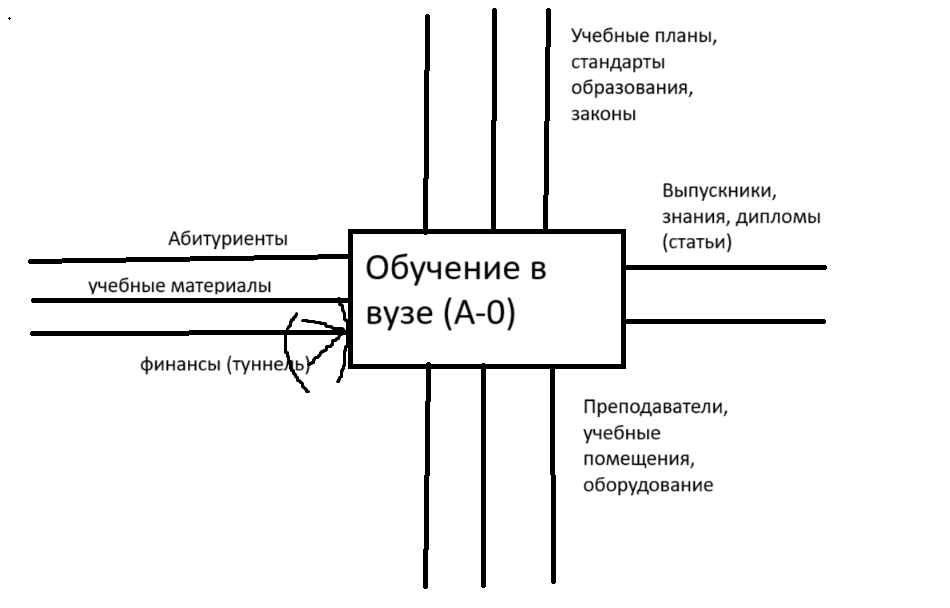 Учебные планы,
стандарты
образования,
законы
Выпускники,
знания, дипломы
(статьи)
Абитуриенты
учебные материалы
финансы (туннель)
Обучение в
вузе (А-0)
Преподаватели,
учебные
помещения,
оборудование